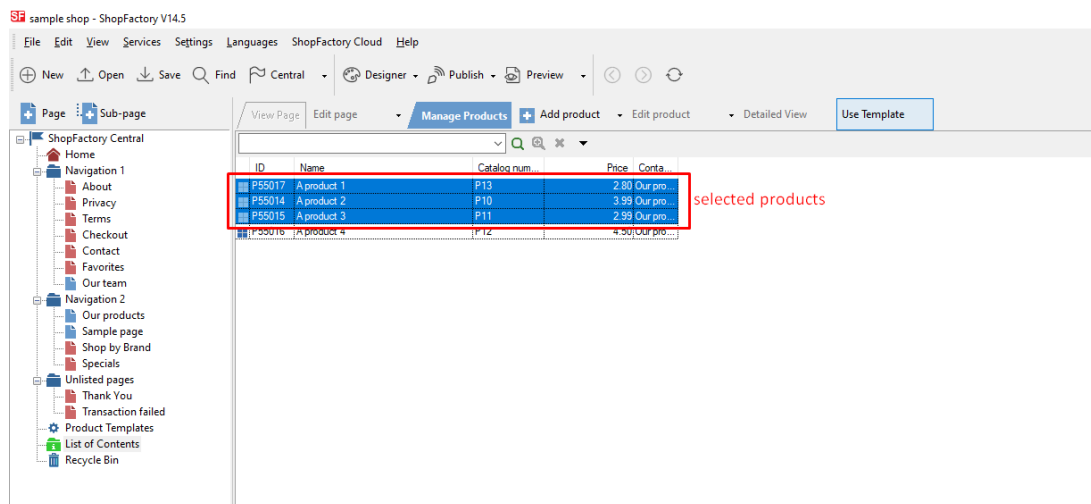 SF sample shop - ShopFactory V14.5
File Edit View Services Settings Languages ShopFactory Cloud Help
New Open Save Find Central Designer Publish Preview
Page Sub-page View Page Edit page Manage Products Add product Edit product Detailed View Use Template
ShopFactory Central
Home
Navigation 1
About
Privacy
Terms
Checkout
Contact
Favorites
Our team
Navigation 2
Our products
Sample page
Shop by Brand
Specials
Unlisted pages
Thank You
Transaction failed
Product Templates
List of Contents
Recycle Bin
ID Name Catalog num... Price Conta...
P55017 A product 1 P13 2.80 Our pro...
P55014 A product 2 P10 3.99 Our pro...
P55015 A product 3 P11 2.99 Our pro...
P55016 A product 4 P12 4.50 Our pro...
selected products